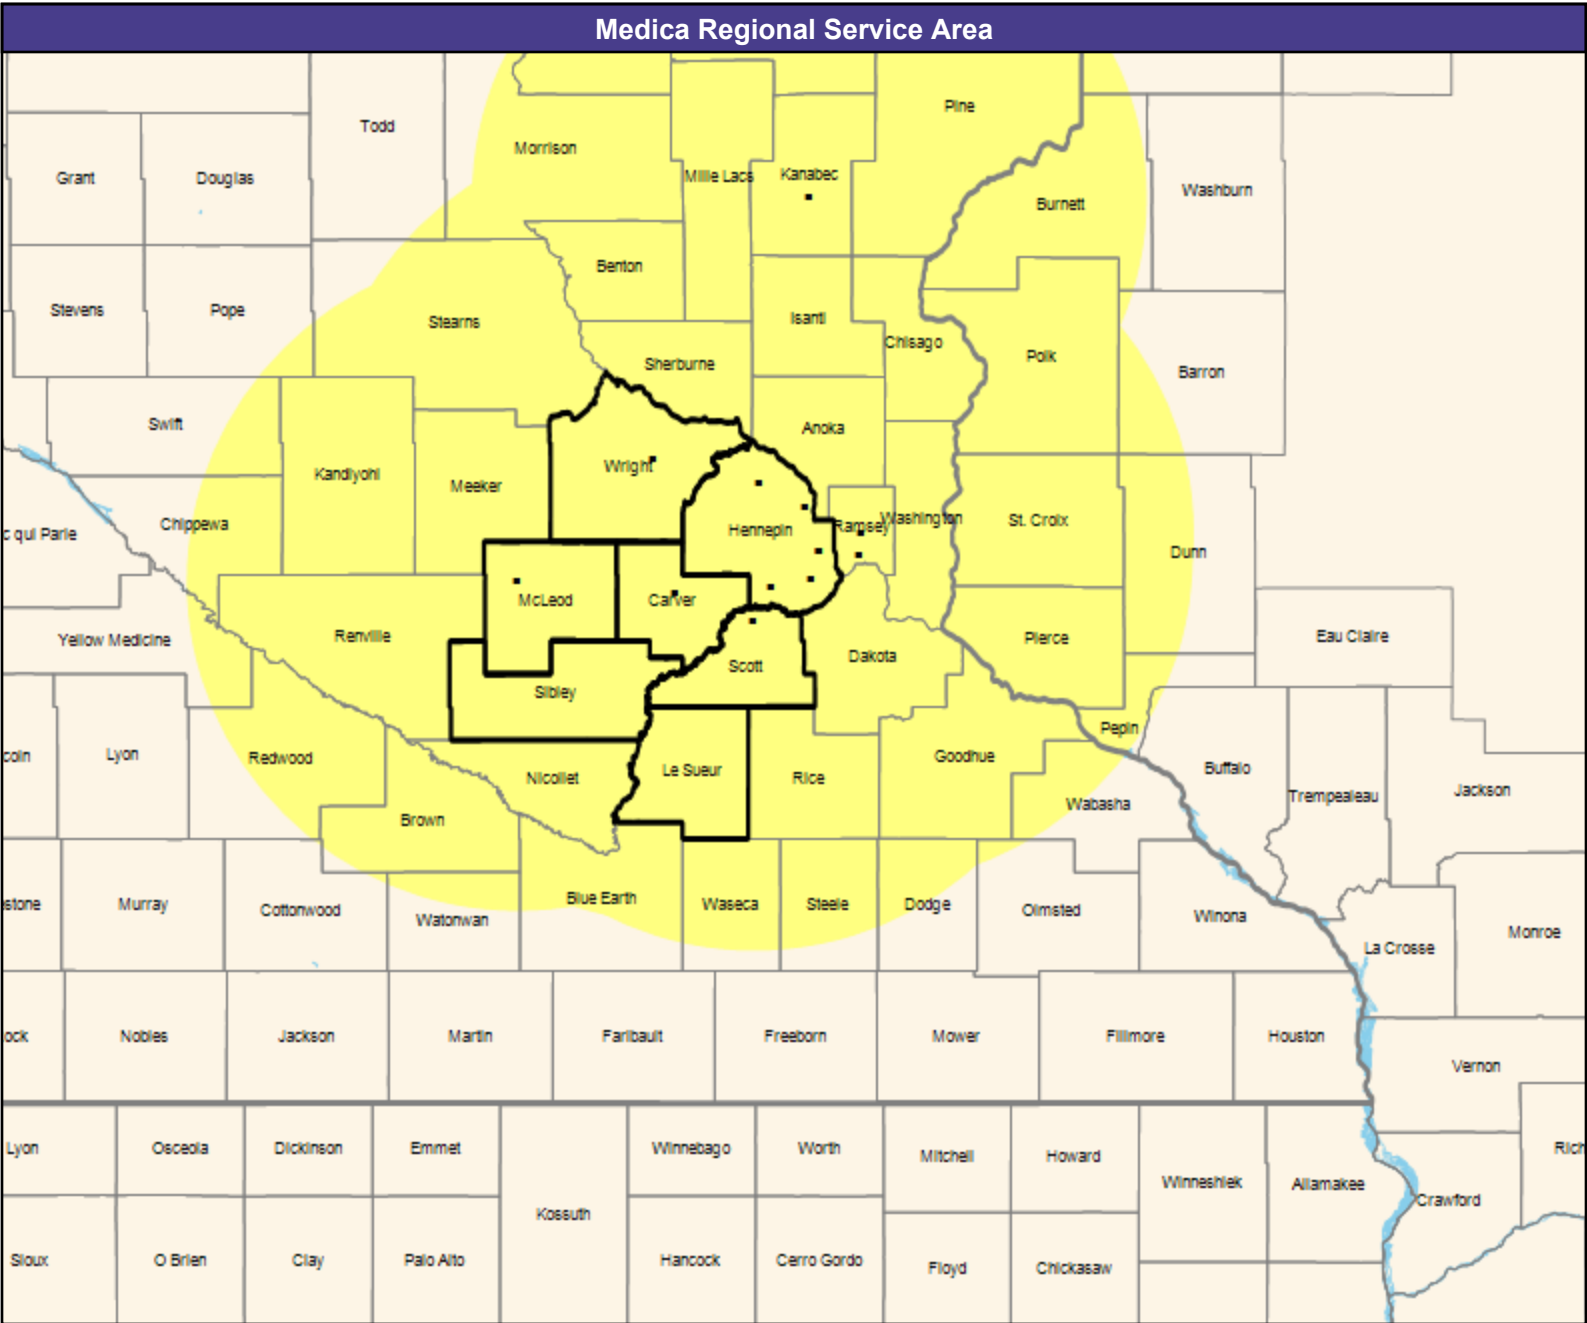 Medica Regional Service Area
Pine
Todd
Morrison
Mille Lacs
Kanabec
Grant
Douglas
Washburn
Burnett
Benton
Stevens
Pope
Stearns
Isanti
Chisago
Polk
Sherburne
Barron
Swift
Anoka
Wright
Kandiyohi
Meeker
Chippewa
Hennepin
Ramsey
Washington
St. Croix
c qui Parle
Dunn
McLeod
Carver
Yellow Medicine
Renville
Pierce
Eau Claire
Scott
Dakota
Sibley
Pepin
coln
Lyon
Redwood
Nicollet
Le Sueur
Rice
Goodhue
Buffalo
Trempealeau
Jackson
Wabasha
Brown
stone
Murray
Cottonwood
Watonwan
Blue Earth
Waseca
Steele
Dodge
Olmsted
Winona
Monroe
La Crosse
ock
Nobles
Jackson
Martin
Faribault
Freeborn
Mower
Fillmore
Houston
Vernon
Lyon
Osceola
Dickinson
Emmet
Winnebago
Worth
Mitchell
Howard
Rich
Winneshiek
Allamakee
Crawford
Kossuth
Sioux
O Brien
Clay
Palo Alto
Hancock
Cerro Gordo
Floyd
Chickasaw